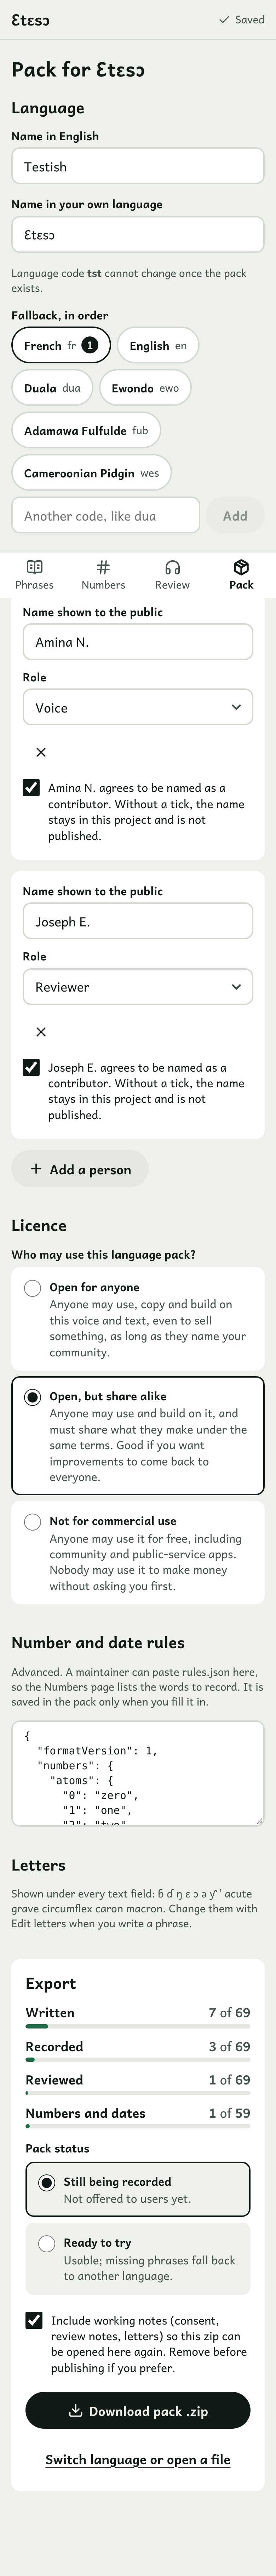 Ɛtɛsɔ
Saved
Pack for Ɛtɛsɔ
Language
Name in English
Testish
Name in your own language
Ɛtɛsɔ
Language code tst cannot change once the pack
exists.
Fallback, in order
French fr 1
English en
Duala dua
Ewondo ewo
Adamawa Fulfulde fub
Cameroonian Pidgin wes
Another code, like dua
Add
Phrases
Numbers
Review
Pack
Name shown to the public
Amina N.
Role
Voice
Amina N. agrees to be named as a
contributor. Without a tick, the name
stays in this project and is not
published.
Name shown to the public
Joseph E.
Role
Reviewer
Joseph E. agrees to be named as a
contributor. Without a tick, the name
stays in this project and is not
published.
Add a person
Licence
Who may use this language pack?
Open for anyone
Anyone may use, copy and build on
this voice and text, even to sell
something, as long as they name your
community.
Open, but share alike
Anyone may use and build on it, and
must share what they make under the
same terms. Good if you want
improvements to come back to
everyone.
Not for commercial use
Anyone may use it for free, including
community and public-service apps.
Nobody may use it to make money
without asking you first.
Number and date rules
Advanced. A maintainer can paste rules.json here,
so the Numbers page lists the words to record. It is
saved in the pack only when you fill it in.
{
"formatVersion": 1,
"numbers": {
"atoms": {
"0": "zero",
"1": "one",
"2": "two"
Letters
Shown under every text field: ɓ ɗ ŋ ɛ ɔ ə ƴ ʼ acute
grave circumflex caron macron. Change them with
Edit letters when you write a phrase.
Export
Written 7 of 69
Recorded 3 of 69
Reviewed 1 of 69
Numbers and dates 1 of 59
Pack status
Still being recorded
Not offered to users yet.
Ready to try
Usable; missing phrases fall back
to another language.
Include working notes (consent,
review notes, letters) so this zip can
be opened here again. Remove before
publishing if you prefer.
Download pack .zip
Switch language or open a file